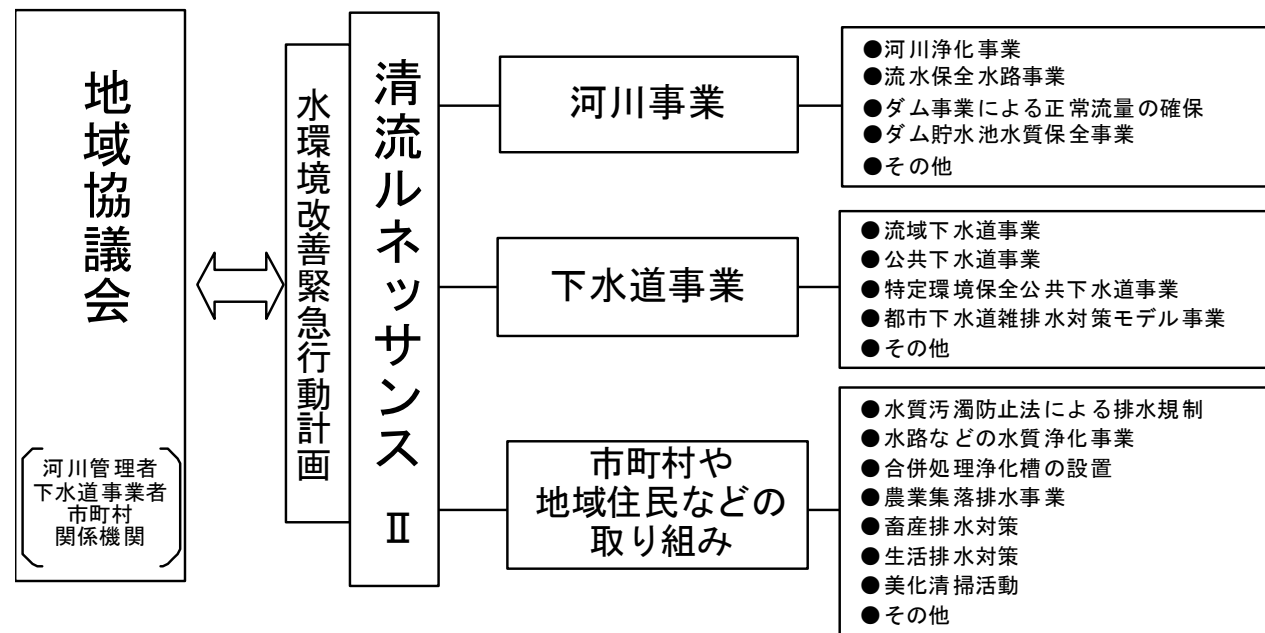 地域協議会
河川管理者
下水道事業者
市町村
関係機関
水環境改善緊急行動計画
清流ルネッサンス Ⅱ
河川事業
●河川浄化事業
●流水保全水路事業
●ダム事業による正常流量の確保
●ダム貯水池水質保全事業
●その他
下水道事業
●流域下水道事業
●公共下水道事業
●特定環境保全公共下水道事業
●都市下水道雑排水対策モデル事業
●その他
市町村や
地域住民などの
取り組み
●水質汚濁防止法による排水規制
●水路などの水質浄化事業
●合併処理浄化槽の設置
●農業集落排水事業
●畜産排水対策
●生活排水対策
●美化清掃活動
●その他